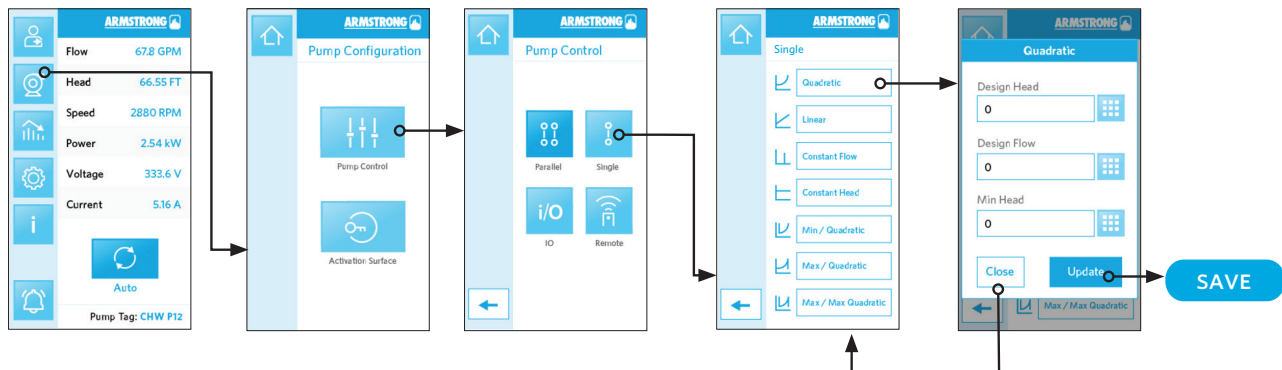 ARMSTRONG
Flow 67.8 GPM
Head 66.55 FT
Speed 2880 RPM
Power 2.54 kW
Voltage 333.6 V
Current 5.16 A
i
Auto
Pump Tag: CHW P12
ARMSTRONG
Pump Configuration
Pump Control
Activation Surface
ARMSTRONG
Pump Control
Parallel Single
i/O
IO Remote
ARMSTRONG
Single
Quadratic
Linear
Constant Flow
Constant Head
Min / Quadratic
Max / Quadratic
Max / Max Quadratic
ARMSTRONG
Quadratic
Design Head
0
Design Flow
0
Min Head
0
Close Update
Max / Max Quadratic
SAVE